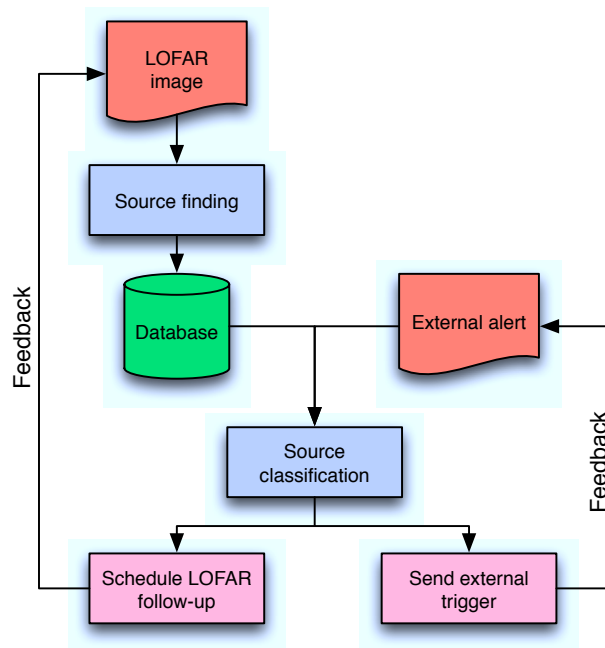 LOFAR
image
Source finding
Database
External alert
Feedback
Source
classification
Feedback
Schedule LOFAR
follow-up
Send external
trigger